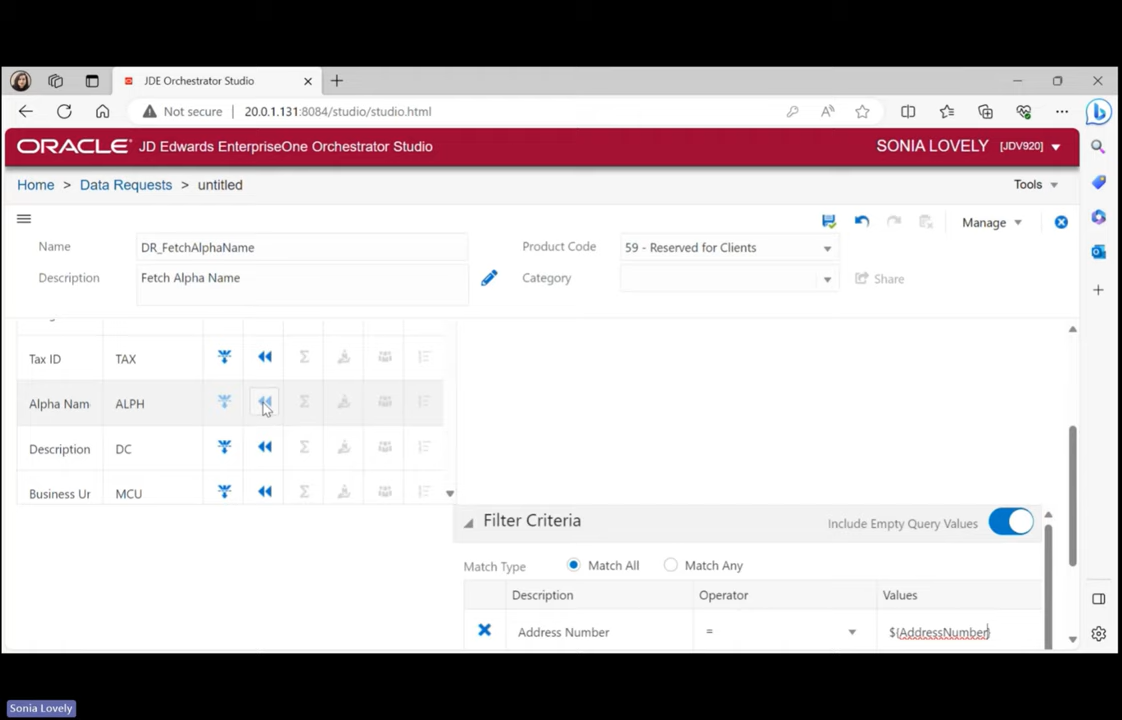 JDE Orchestrator Studio
Not secure 20.0.1.131:8084/studio/studio.html
ORACLE JD Edwards EnterpriseOne Orchestrator Studio SONIA LOVELY [JDV920]
Home > Data Requests > untitled Tools
Manage
Name DR_FetchAlphaName Product Code 59 - Reserved for Clients
Description Fetch Alpha Name Category Share
Tax ID TAX
Alpha Nam ALPH
Description DC
Business Ur MCU
Filter Criteria Include Empty Query Values
Match Type Match All Match Any
Description Operator Values
Address Number = ${AddressNumber}
Sonia Lovely